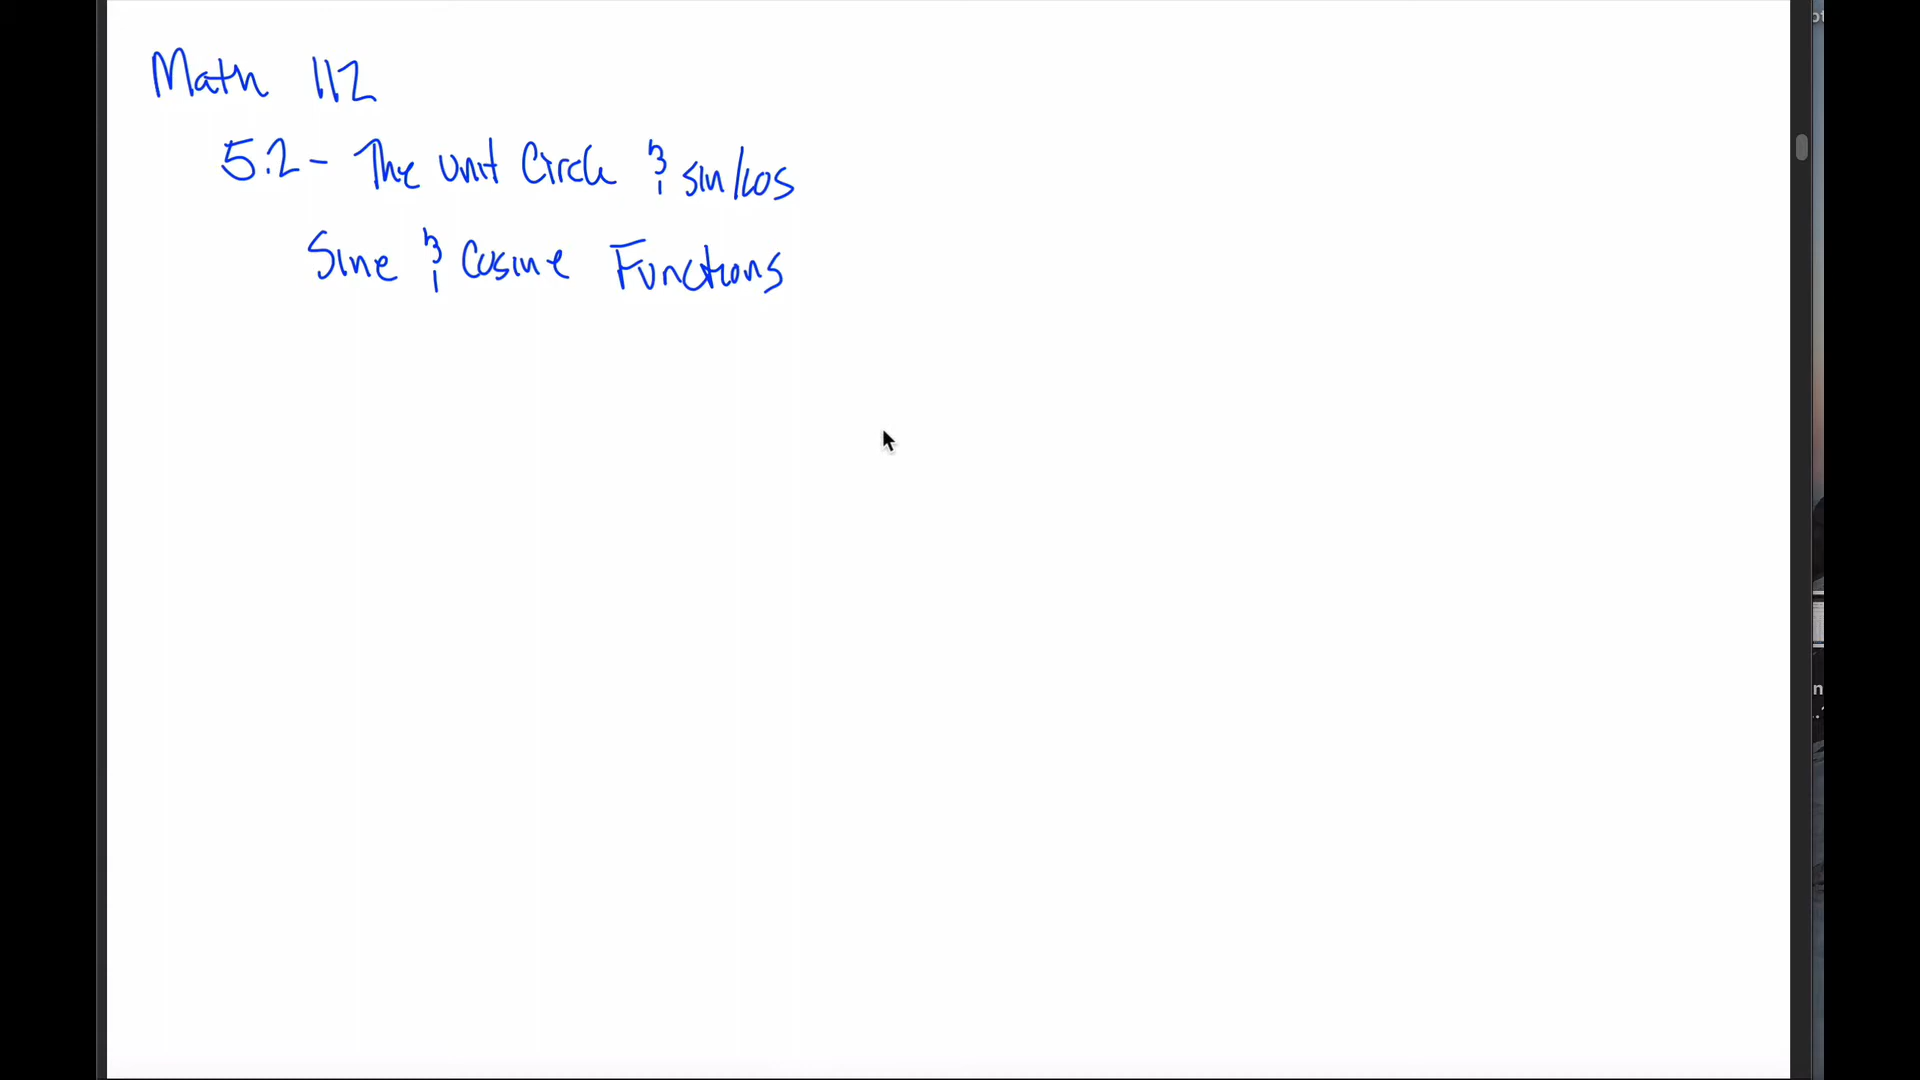 Math 112
5.2 - The Unit Circle & sin/cos
Sine & Cosine Functions